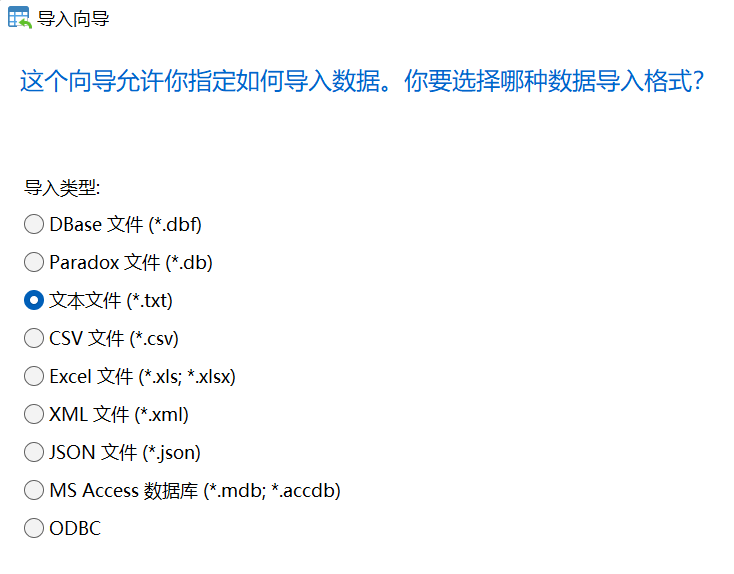 导入向导
这个向导允许你指定如何导入数据。你要选择哪种数据导入格式？
导入类型:
DBase 文件 (*.dbf)
Paradox 文件 (*.db)
文本文件 (*.txt)
CSV 文件 (*.csv)
Excel 文件 (*.xls; *.xlsx)
XML 文件 (*.xml)
JSON 文件 (*.json)
MS Access 数据库 (*.mdb; *.accdb)
ODBC